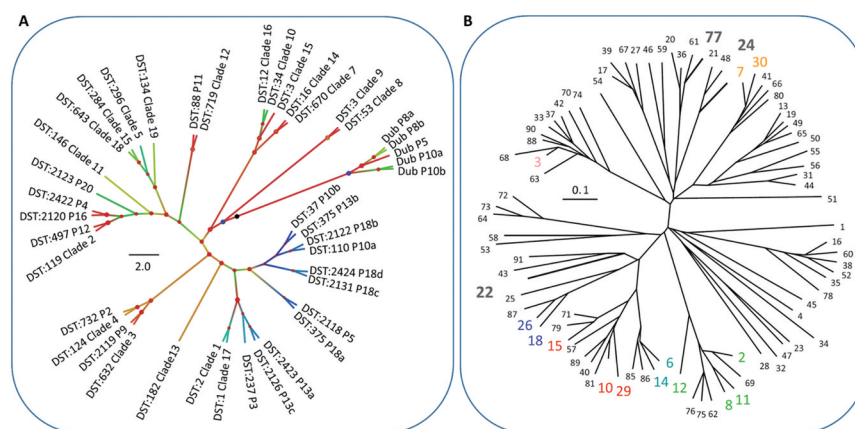 A
DST:134 Clade 19
DST:296 Clade 5
DST:284 Clade 15
DST:643 Clade 18
DST:146 Clade 11
DST:2123 P20
DST:2422 P4
DST:2120 P16
DST:497 P12
DST:119 Clade 2
DST:88 P11
DST:719 Clade 12
DST:12 Clade 16
DST:34 Clade 10
DST:3 Clade 15
DST:16 Clade 14
DST:670 Clade 7
DST:3 Clade 9
DST:53 Clade 8
Dub P8a
Dub P8b
Dub P5
Dub P10a
Dub P10b
DST:37 P10b
DST:375 P13b
DST:2122 P18b
DST:110 P10a
DST:2424 P18d
DST:2131 P18c
DST:2118 P5
DST:375 P18a
DST:2423 P13a
DST:2126 P13c
DST:237 P3
DST:1 Clade 17
DST:2 Clade 1
DST:182 Clade13
DST:632 Clade 3
DST:2119 P9
DST:124 Clade 4
DST:732 P2
2.0
B
39
67
27
46
59
20
36
61
77
21
48
24
7
30
41
66
80
13
19
49
65
50
55
56
31
44
51
1
16
60
38
52
35
78
45
4
34
23
47
32
28
2
69
11
8
62
75
76
12
14
6
86
85
29
10
81
40
89
57
15
71
79
18
26
87
25
22
43
91
53
58
64
73
72
63
3
68
88
90
33
37
42
70
74
54
17
0.1